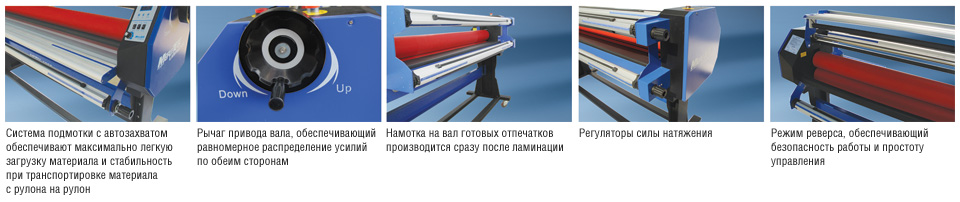 Down
Up
Система подмотки с автозахватом
обеспечивают максимально легкую
загрузку материала и стабильность
при транспортировке материала
с рулона на рулон
Рычаг привода вала, обеспечивающий
равномерное распределение усилий
по обеим сторонам
Намотка на вал готовых отпечатков
производится сразу после ламинации
Регуляторы силы натяжения
Режим реверса, обеспечивающий
безопасность работы и простоту
управления